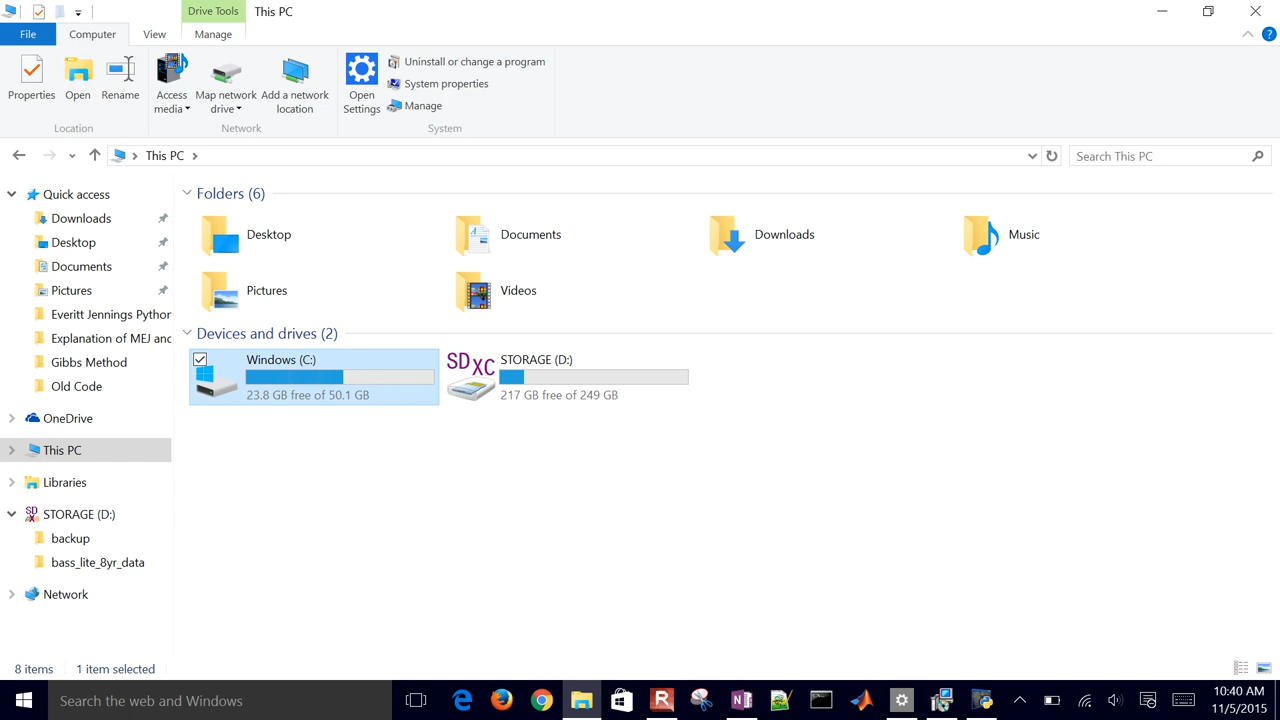 Drive Tools This PC
File Computer View Manage
Properties Open Rename Access media Map network drive Add a network location Open Settings
Uninstall or change a program
System properties
Manage
Location Network System
This PC Search This PC
Quick access
Downloads
Desktop
Documents
Pictures
Everitt Jennings Python
Explanation of MEJ and
Gibbs Method
Old Code
OneDrive
This PC
Libraries
STORAGE (D:)
backup
bass_lite_8yr_data
Network
Folders (6)
Desktop Documents Downloads Music
Pictures Videos
Devices and drives (2)
Windows (C:)
23.8 GB free of 50.1 GB
SDXC
STORAGE (D:)
217 GB free of 249 GB
8 items 1 item selected
Search the web and Windows
10:40 AM
11/5/2015